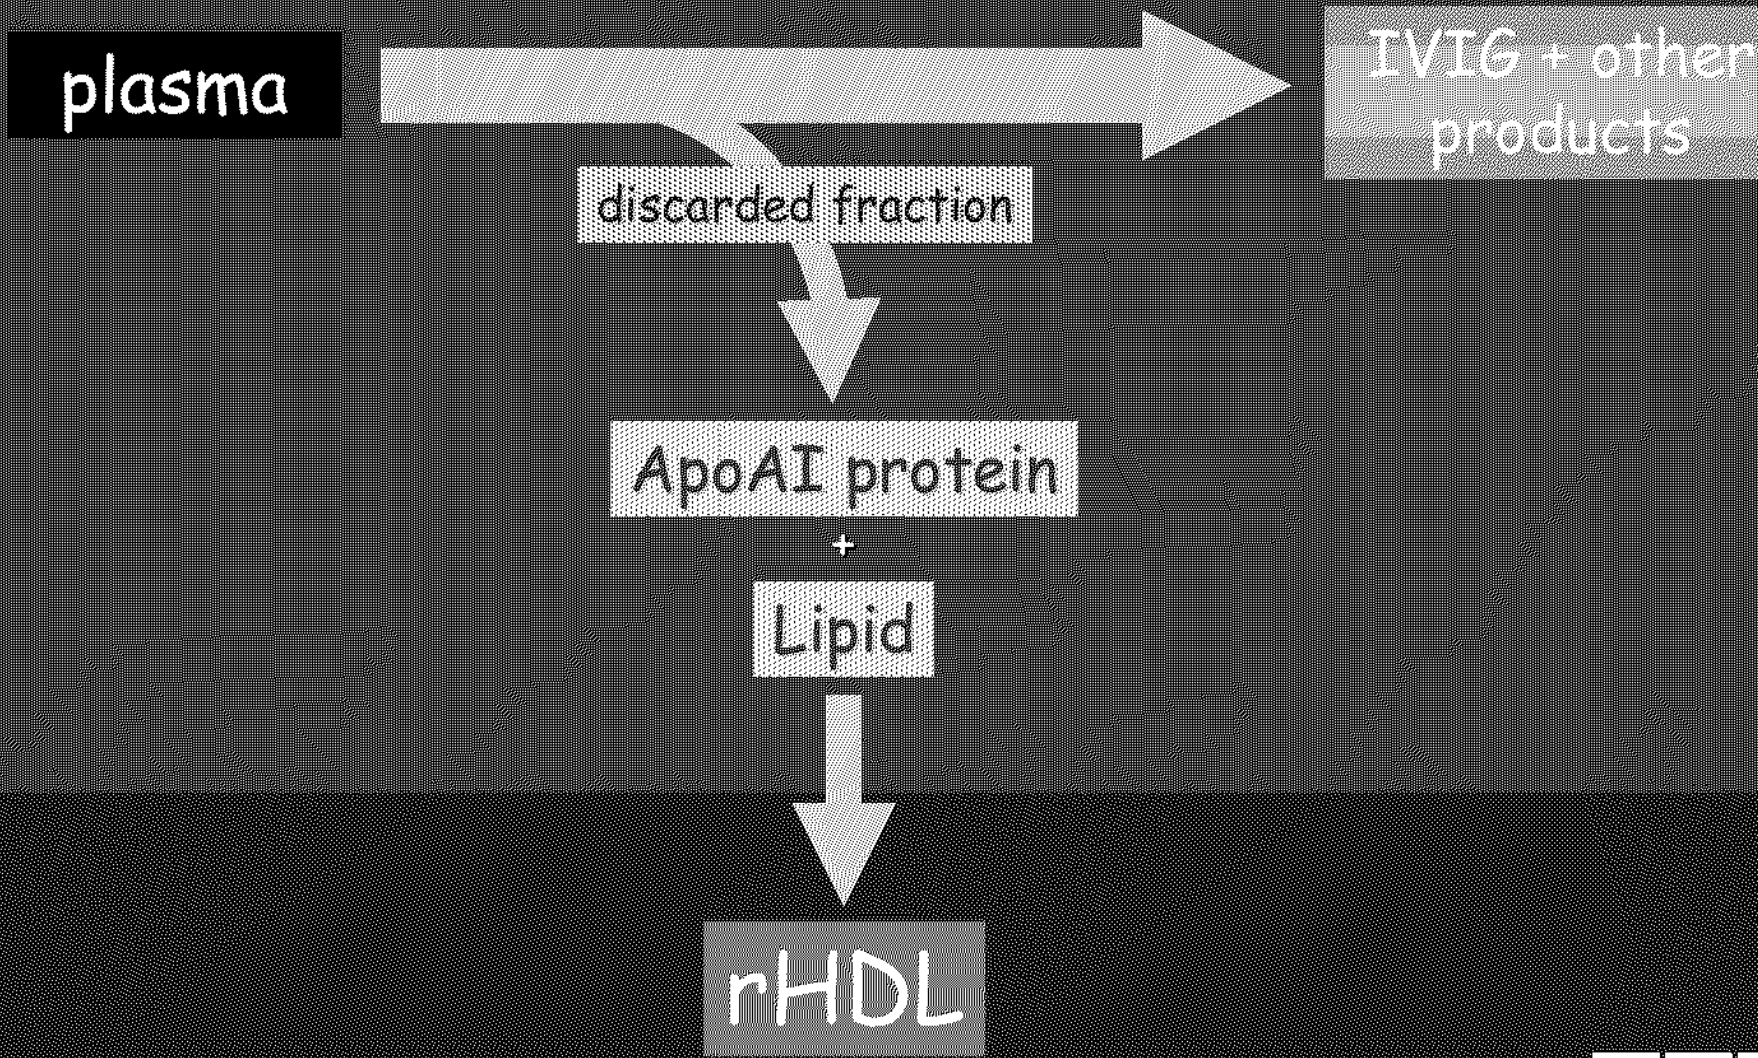 plasma
IVIG + other
products
discarded fraction
ApoAI protein
+
Lipid
rHDL